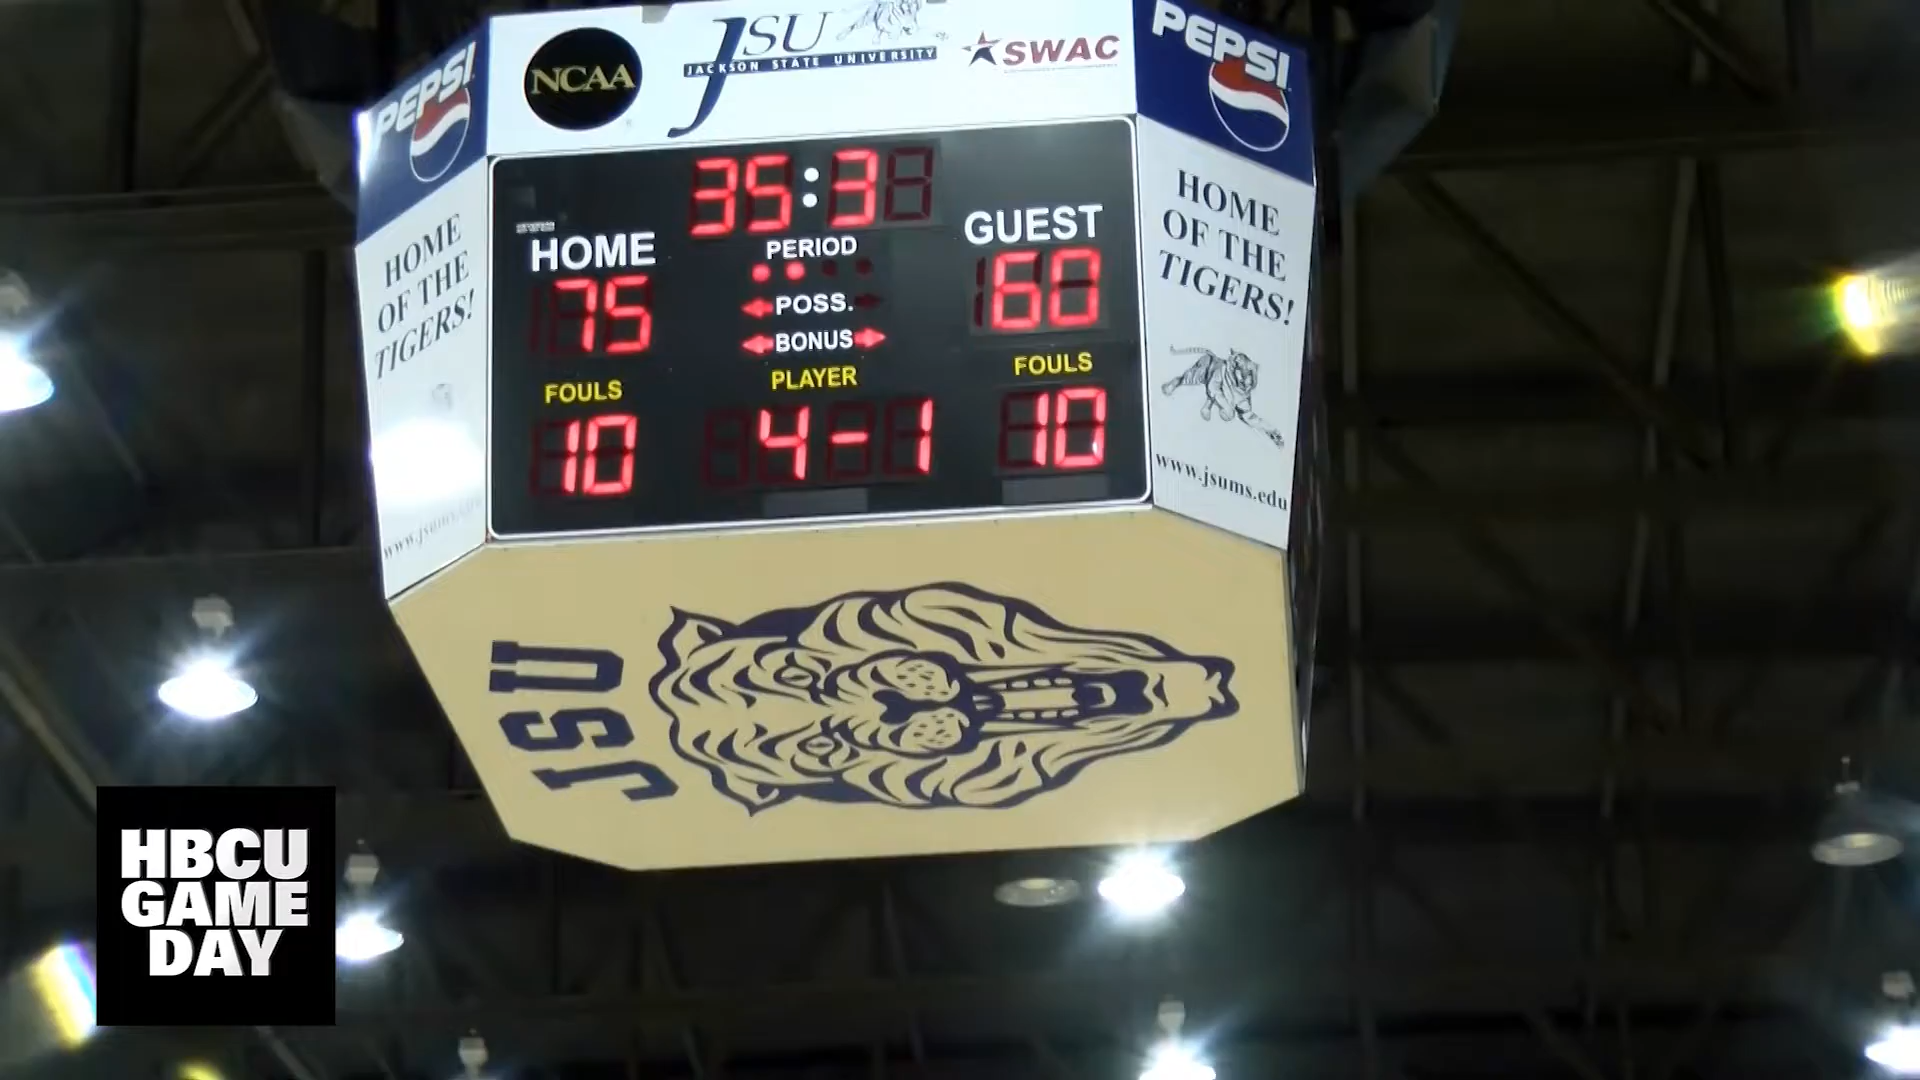 PEPSI
NCAA
JSU
JACKSON STATE UNIVERSITY
SWAC
PEPSI
HOME
OF THE
TIGERS!
35:3
HOME
PERIOD
GUEST
75
POSS.
60
BONUS
FOULS
PLAYER
FOULS
10
4-1
10
HOME
OF THE
TIGERS!
www.jsums.edu
JSU
HBCU
GAME
DAY